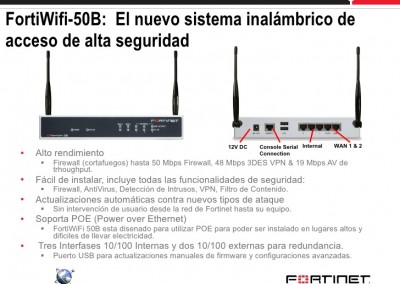 FortiWifi-50B: El nuevo sistema inalámbrico de
acceso de alta seguridad
FORTINET
12V DC
Console Serial
Connection
Internal
WAN 1 & 2
• Alto rendimiento
• Firewall (cortafuegos) hasta 50 Mbps Firewall, 48 Mbps 3DES VPN & 19 Mbps AV de
trhoughput.
• Fácil de instalar, incluye todas las funcionalidades de seguridad:
• Firewall, AntiVirus, Detección de Intrusos, VPN, Filtro de Contenido.
• Actualizaciones automáticas contra nuevos tipos de ataque
• Sin intervención de usuario desde la red de Fortinet hasta su equipo.
• Soporta POE (Power over Ethernet)
• FortiWiFi 50B esta disenado para utilizar POE para poder ser instalado en lugares altos y
dificiles de llevar electricidad.
• Tres Interfases 10/100 Internas y dos 10/100 externas para redundancia.
• Puerto USB para actualizaciones manuales de firmware y configuraciones avanzadas.
FORTINET